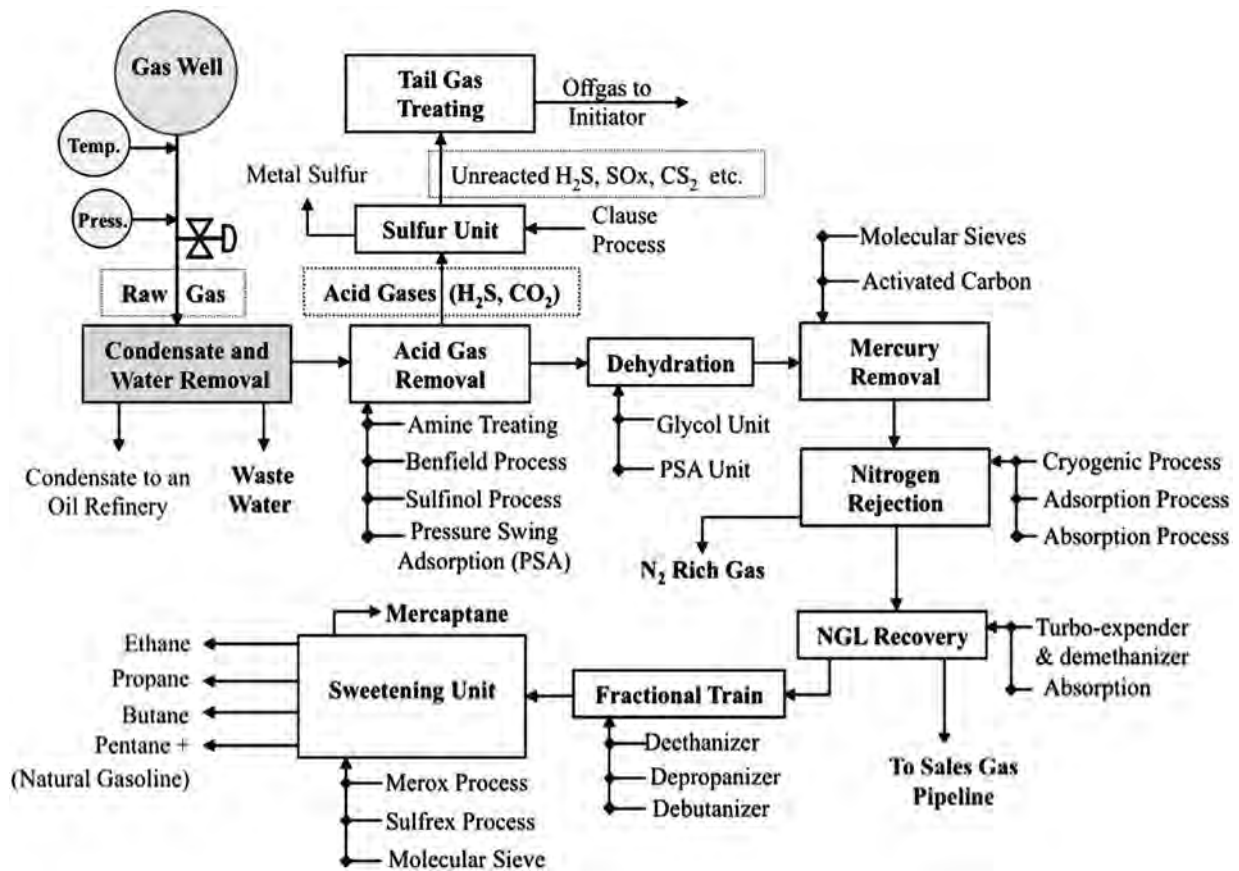 Gas Well
Temp.
Press.
Raw Gas
Condensate and
Water Removal
Condensate to an
Oil Refinery
Waste
Water
Tail Gas
Treating
Offgas to
Initiator
Unreacted H₂S, SOx, CS₂ etc.
Metal Sulfur
Sulfur Unit
Clause
Process
Acid Gases (H₂S, CO₂)
Acid Gas
Removal
Amine Treating
Benfield Process
Sulfinol Process
Pressure Swing
Adsorption (PSA)
Dehydration
Glycol Unit
PSA Unit
Molecular Sieves
Activated Carbon
Mercury
Removal
Nitrogen
Rejection
Cryogenic Process
Adsorption Process
Absorption Process
N₂ Rich Gas
NGL Recovery
Turbo-expender
& demethanizer
Absorption
To Sales Gas
Pipeline
Fractional Train
Deethanizer
Depropanizer
Debutanizer
Mercaptane
Sweetening Unit
Ethane
Propane
Butane
Pentane +
(Natural Gasoline)
Merox Process
Sulfrex Process
Molecular Sieve